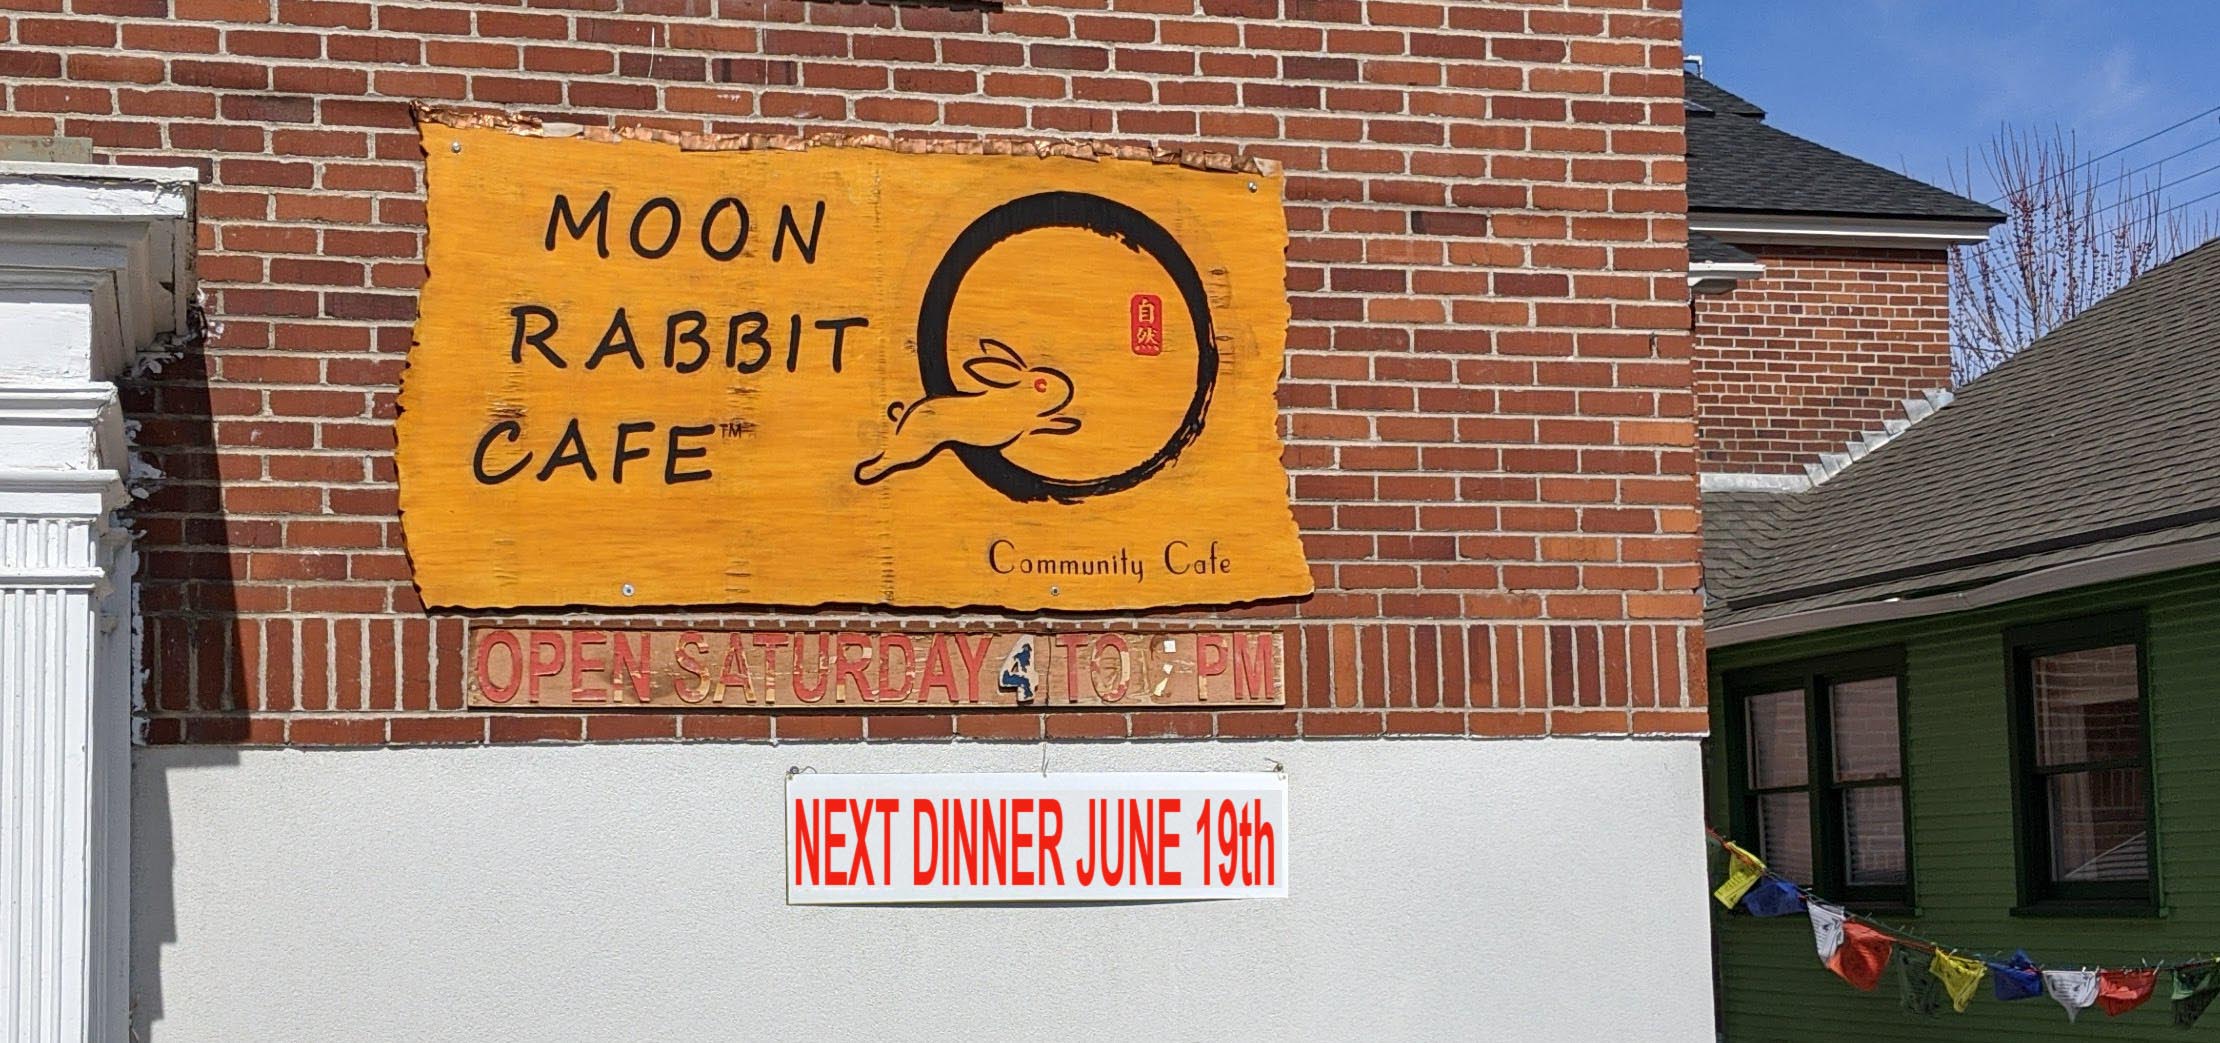 MOON
RABBIT
CAFE™
自
然
Community Cafe
OPEN SATURDAY 4 TO PM
NEXT DINNER JUNE 19th